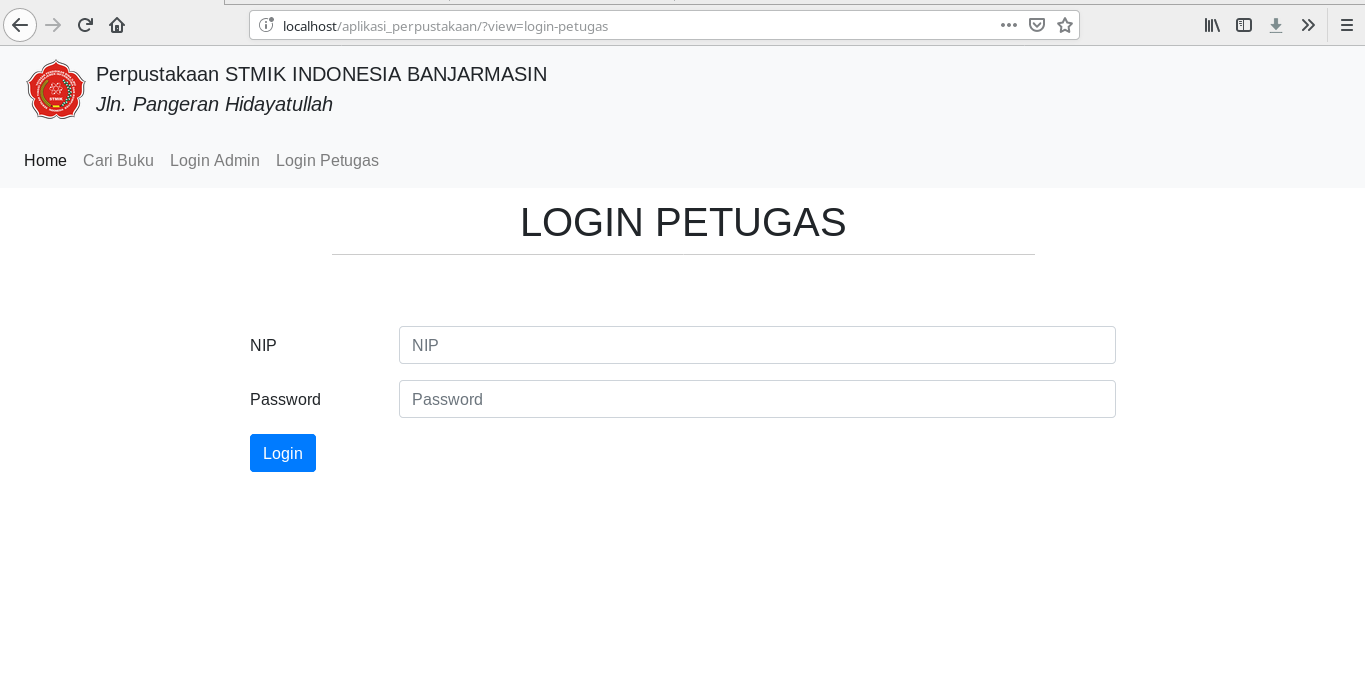 localhost/aplikasi_perpustakaan/?view=login-petugas
Perpustakaan STMIK INDONESIA BANJARMASIN
Jln. Pangeran Hidayatullah
Home Cari Buku Login Admin Login Petugas
LOGIN PETUGAS
NIP NIP
Password Password
Login